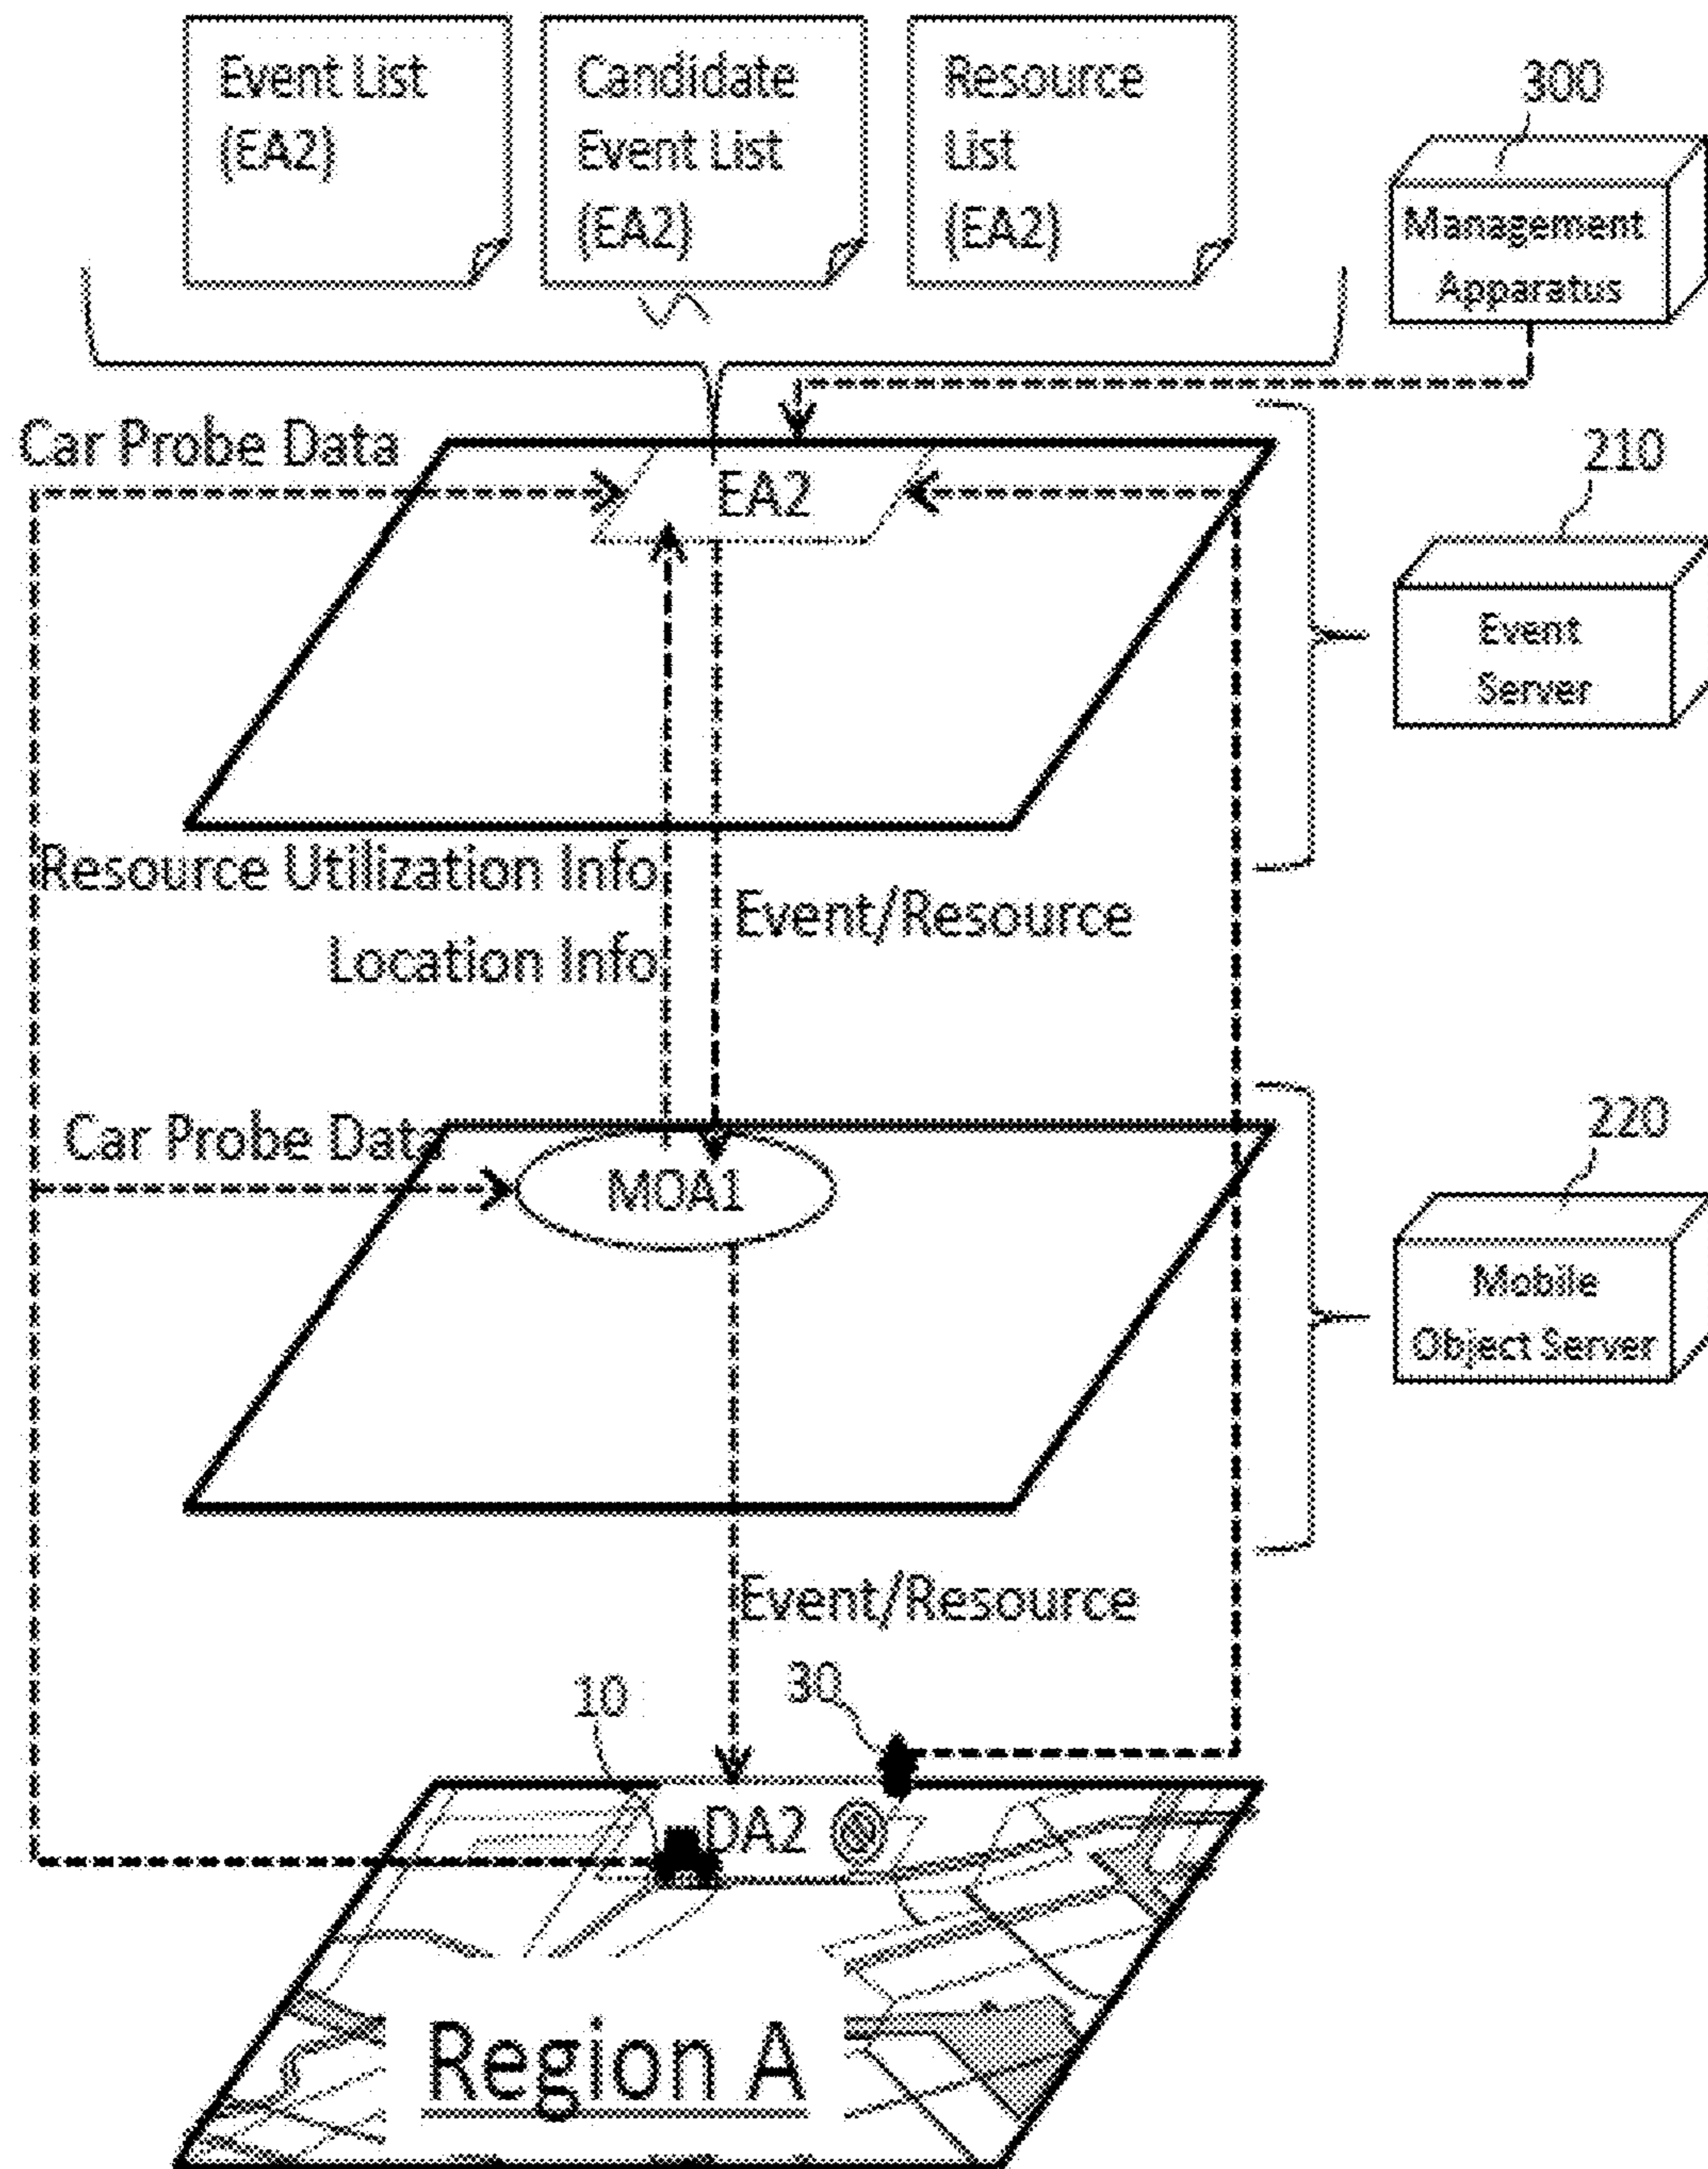 Event List
(EA2)
Candidate
Event List
(EA2)
Resource
List
(EA2)
300
Management
Apparatus
Car Probe Data
EA2
210
Event
Server
Resource Utilization Info
Location Info
Event/Resource
Car Probe Data
MOA1
220
Mobile
Object Server
Event/Resource
10
30
DA2
Region A